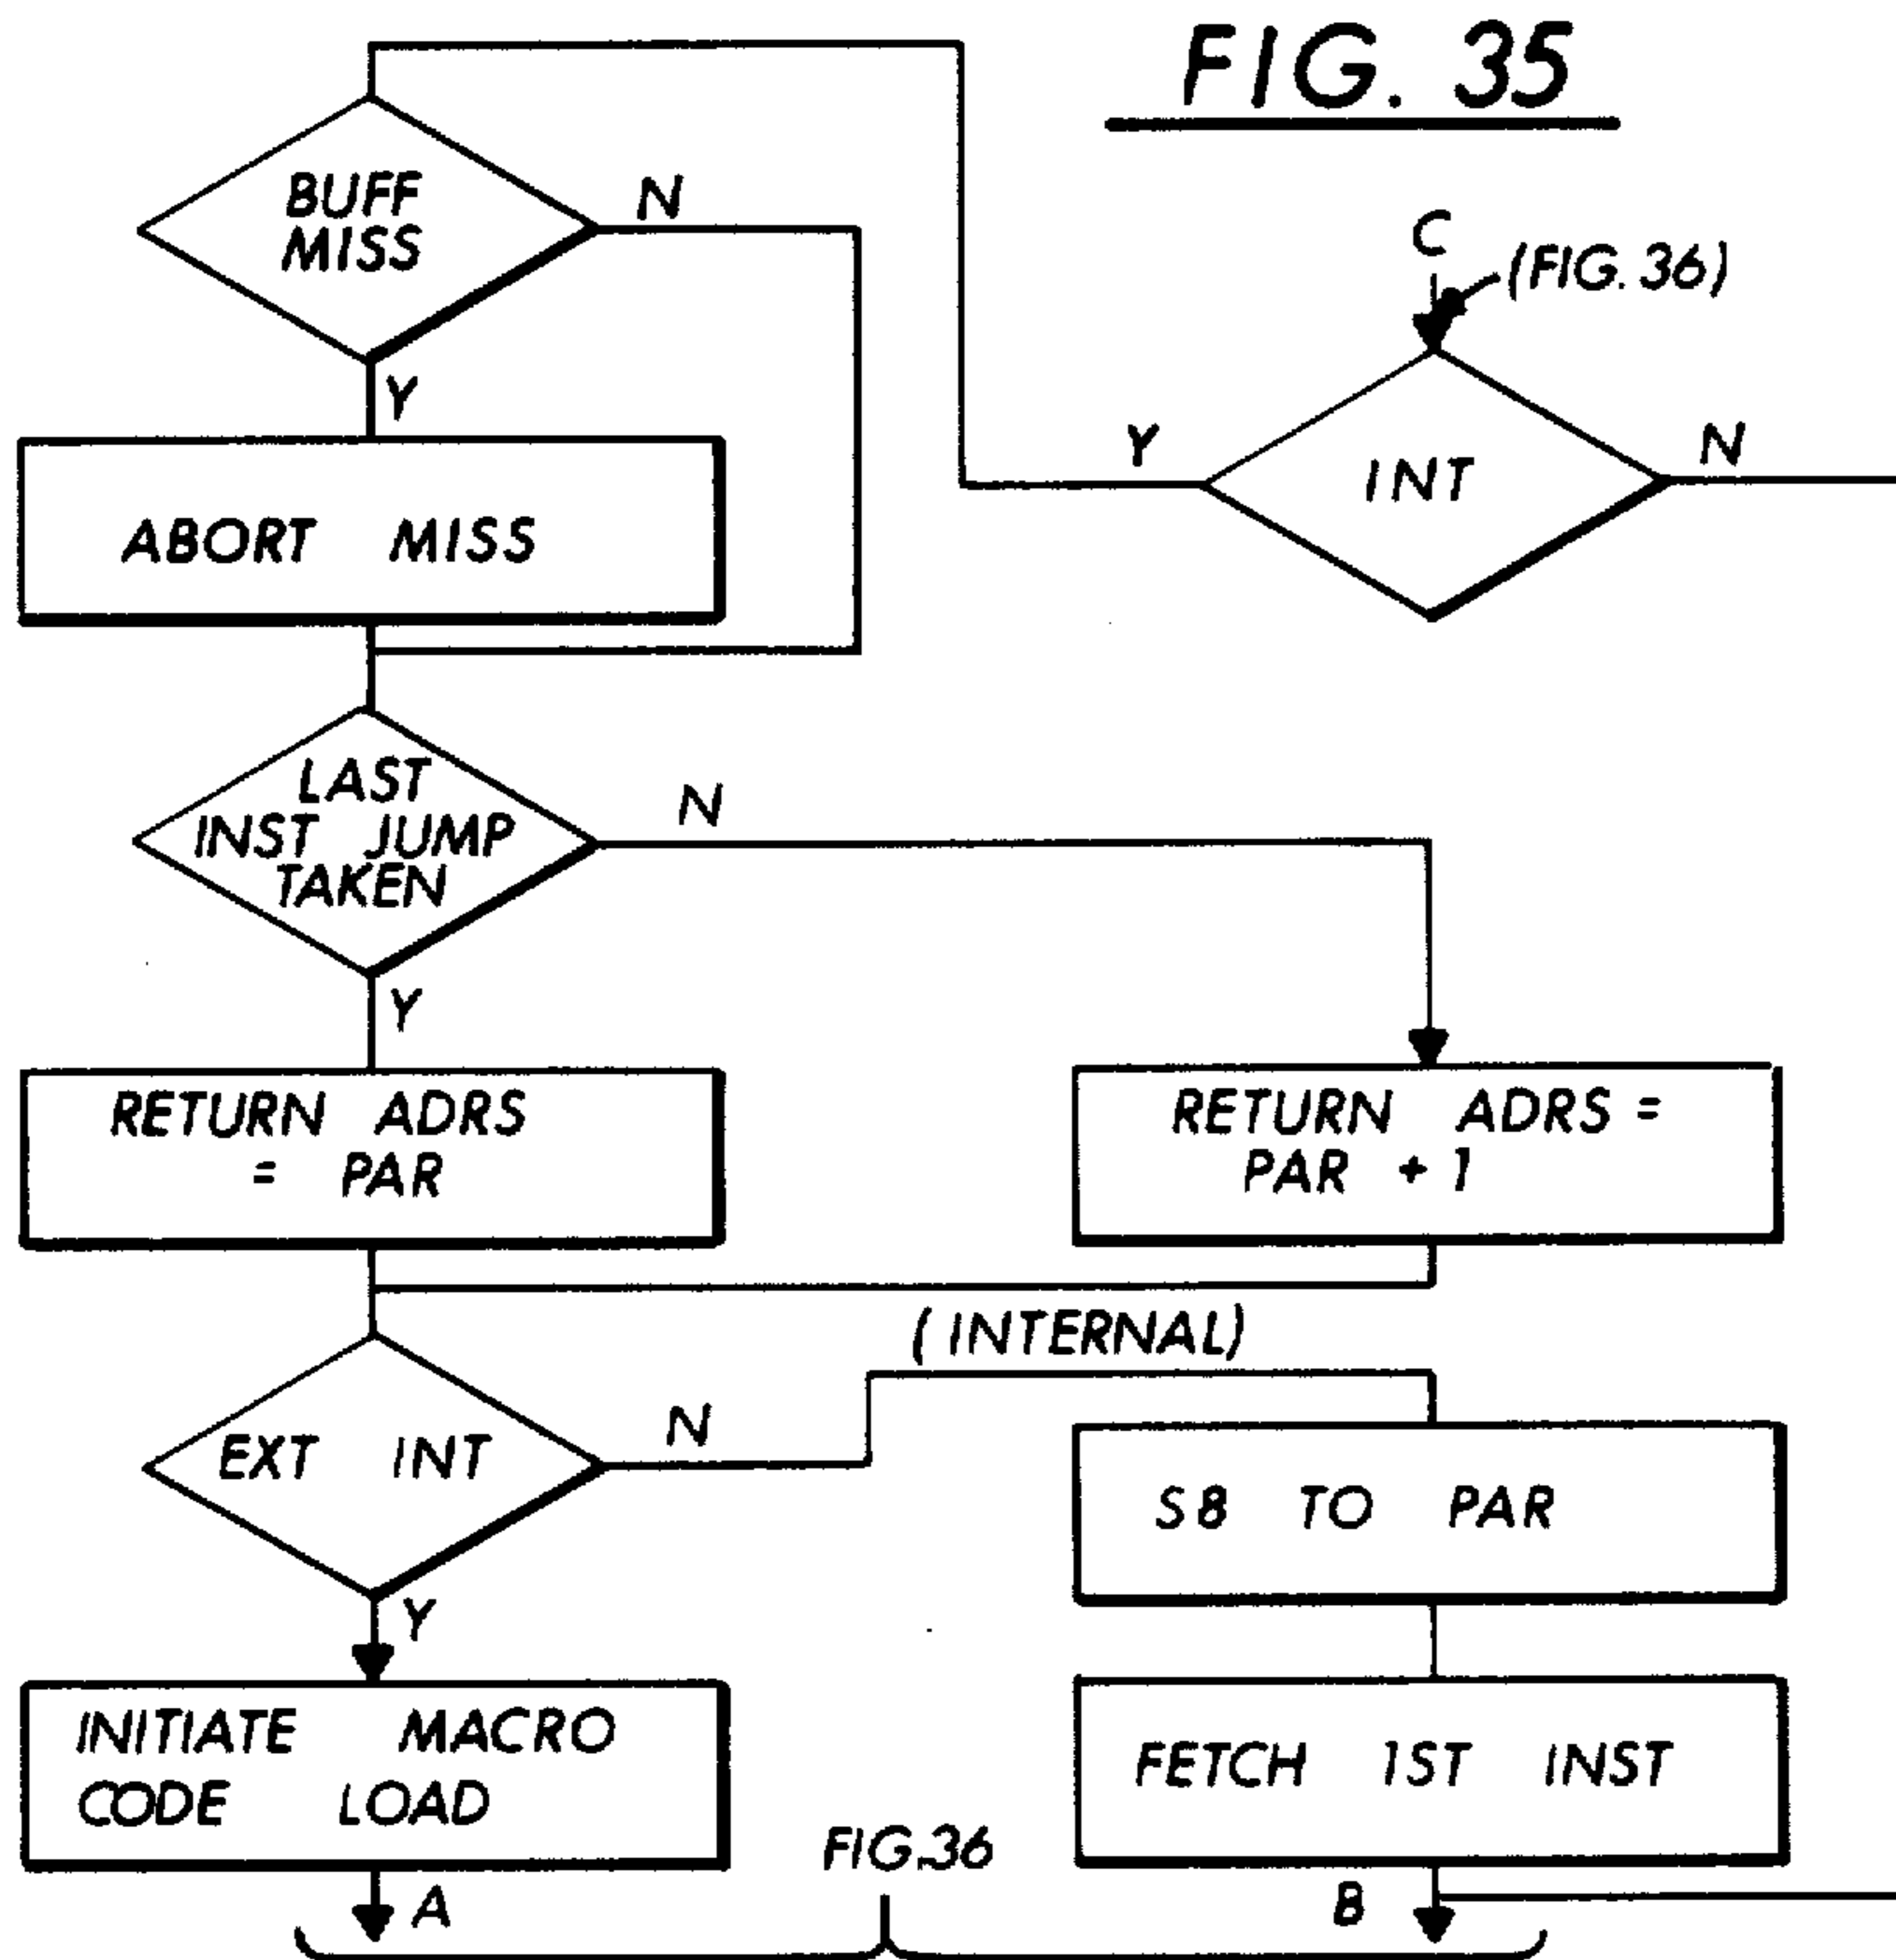 FIG. 35
BUFF
MISS
N
Y
C
(FIG. 36)
INT
Y
N
ABORT MISS
LAST
INST JUMP
TAKEN
N
Y
RETURN ADRS
= PAR
RETURN ADRS =
PAR + 1
(INTERNAL)
EXT INT
N
Y
S8 TO PAR
INITIATE MACRO
CODE LOAD
FETCH 1ST INST
FIG.36
A
B